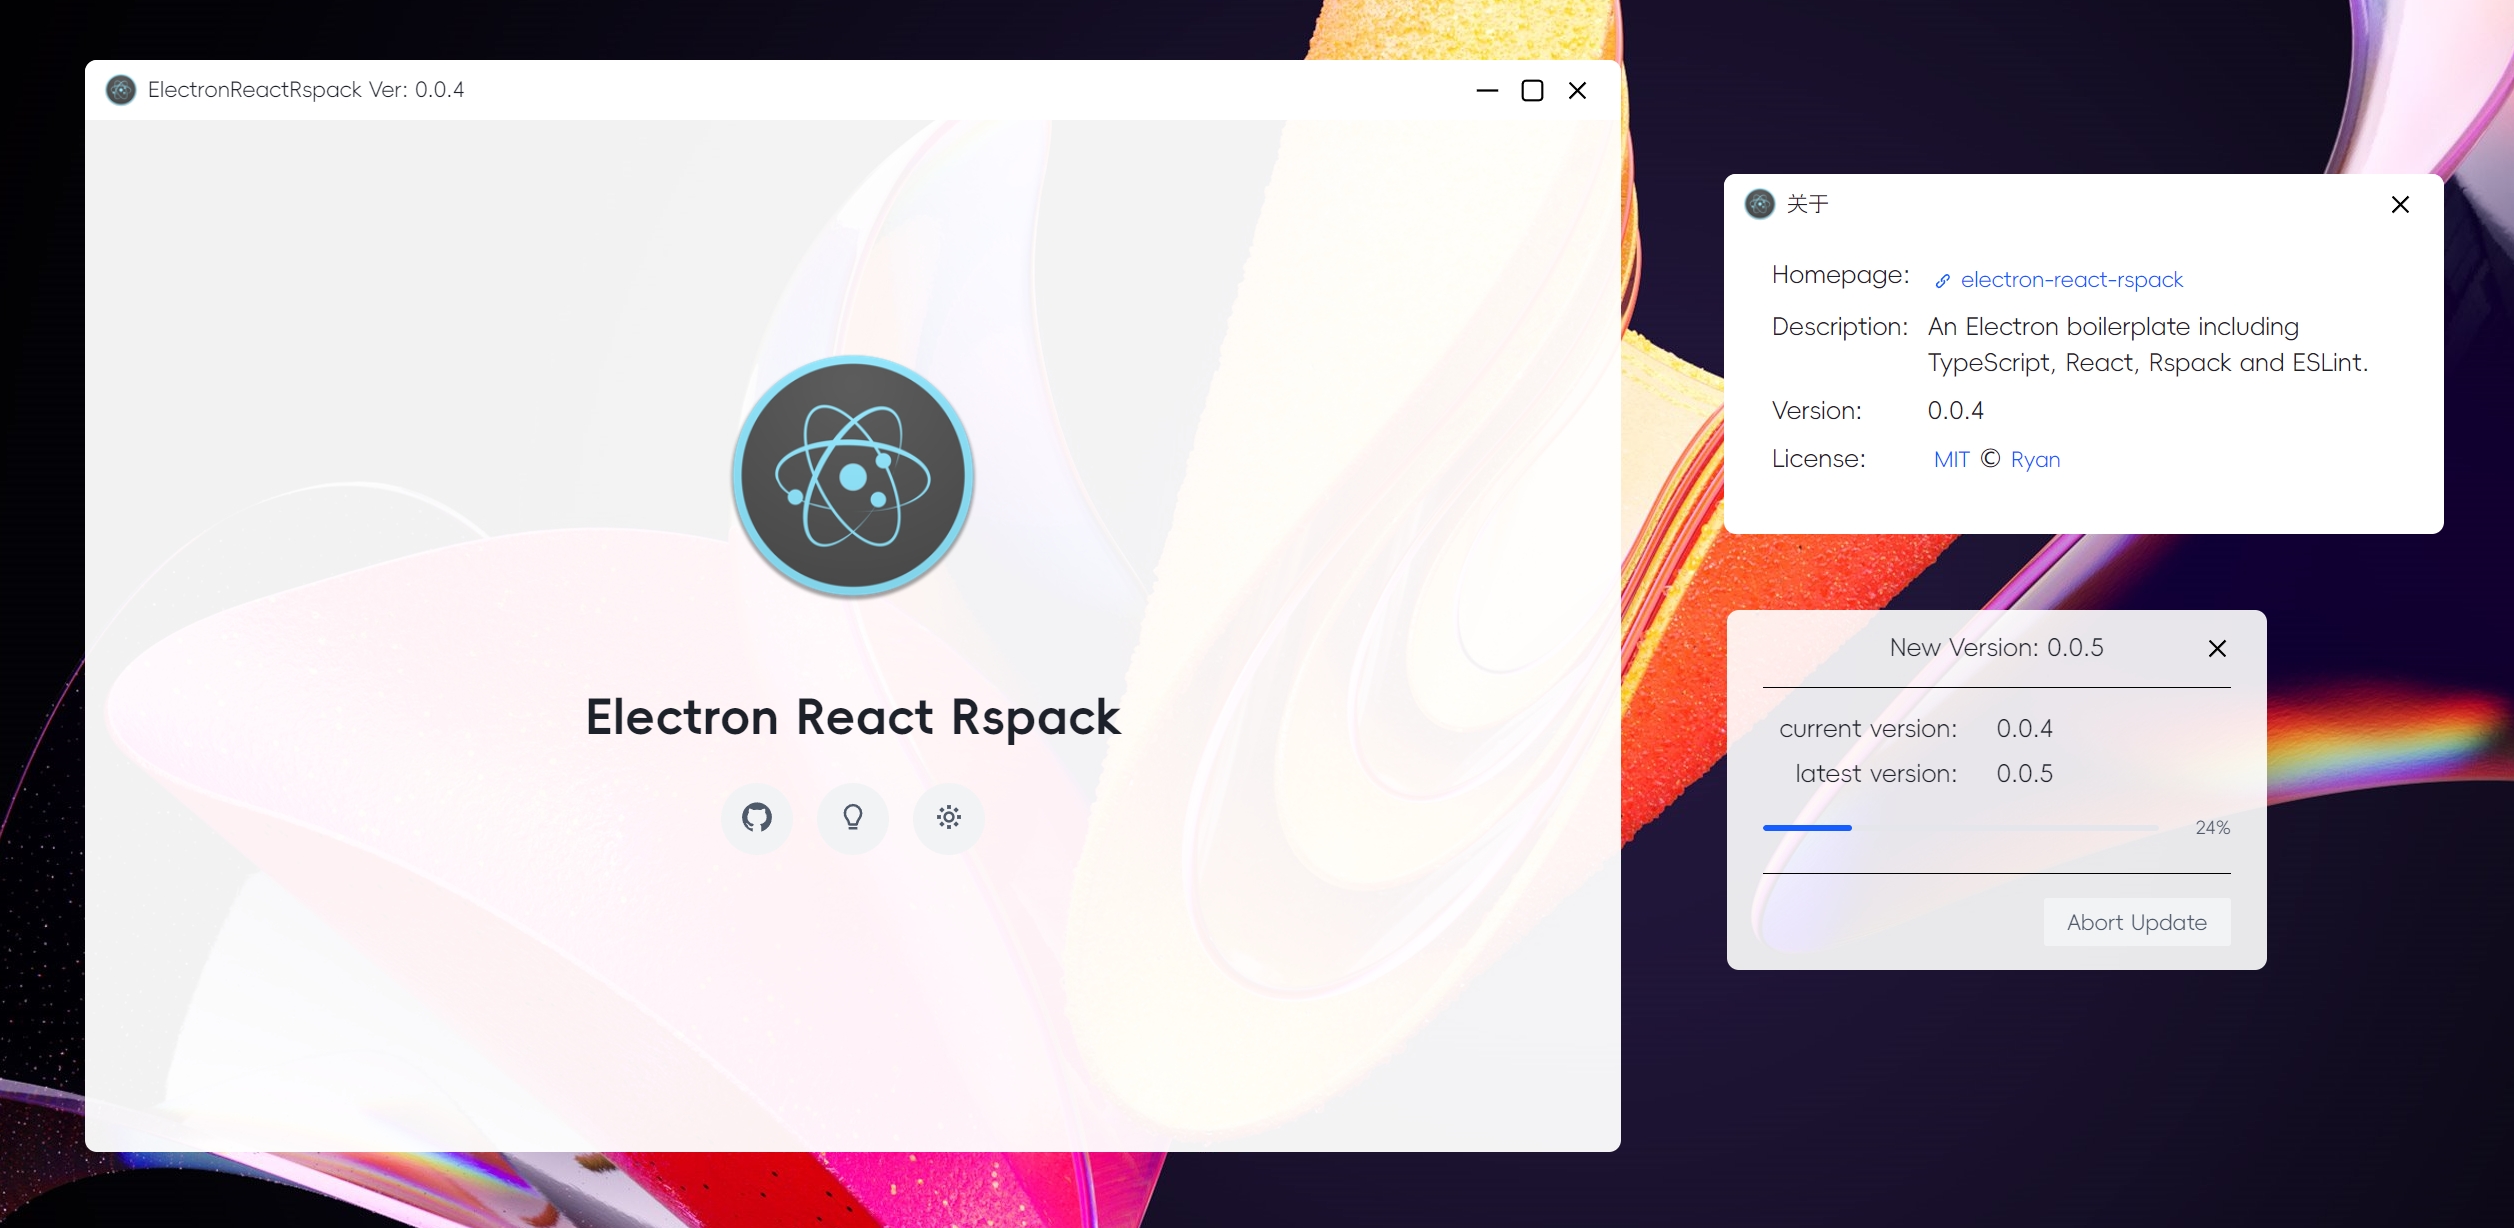 ElectronReactRspack Ver: 0.0.4
Electron React Rspack
关于
Homepage: electron-react-rspack
Description: An Electron boilerplate including
TypeScript, React, Rspack and ESLint.
Version: 0.0.4
License: MIT © Ryan
New Version: 0.0.5
current version: 0.0.4
latest version: 0.0.5
24%
Abort Update